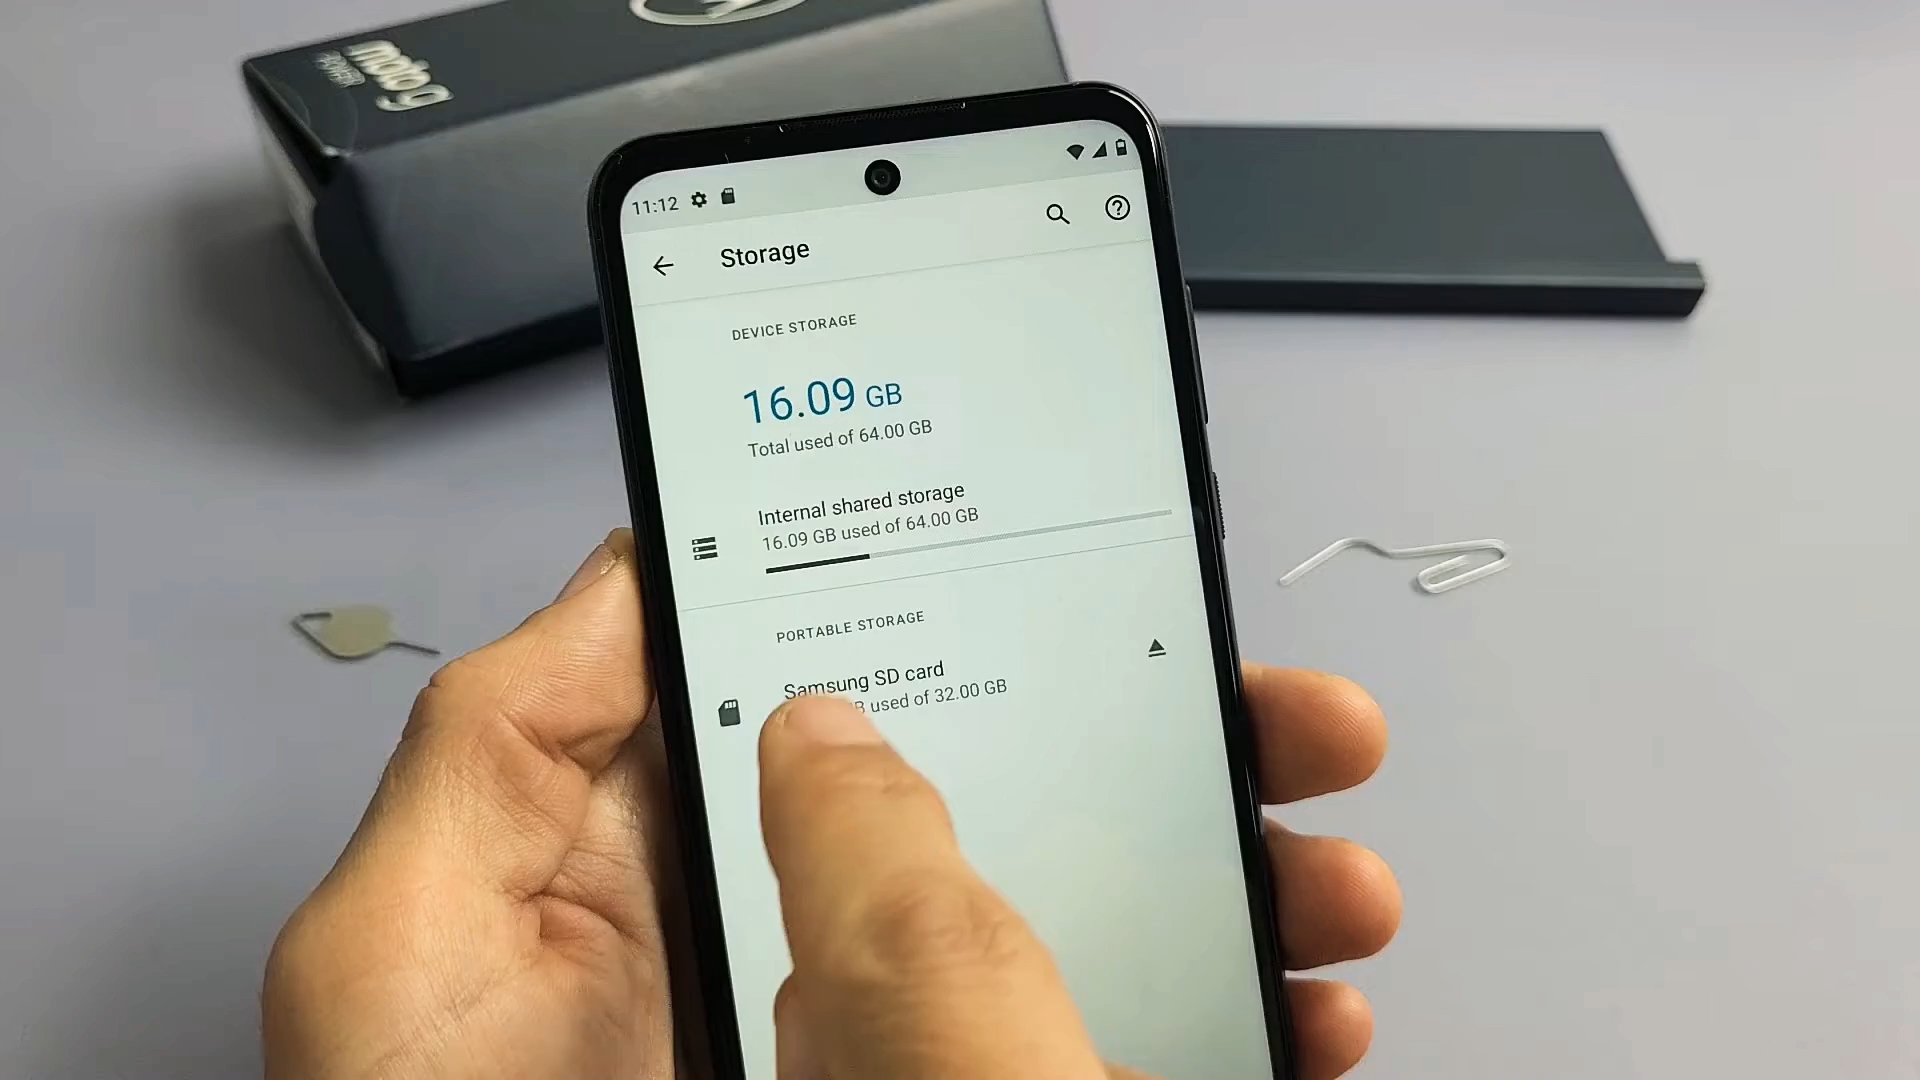 moto g
11:12
Storage
DEVICE STORAGE
16.09 GB
Total used of 64.00 GB
Internal shared storage
16.09 GB used of 64.00 GB
PORTABLE STORAGE
Samsung SD card
B used of 32.00 GB